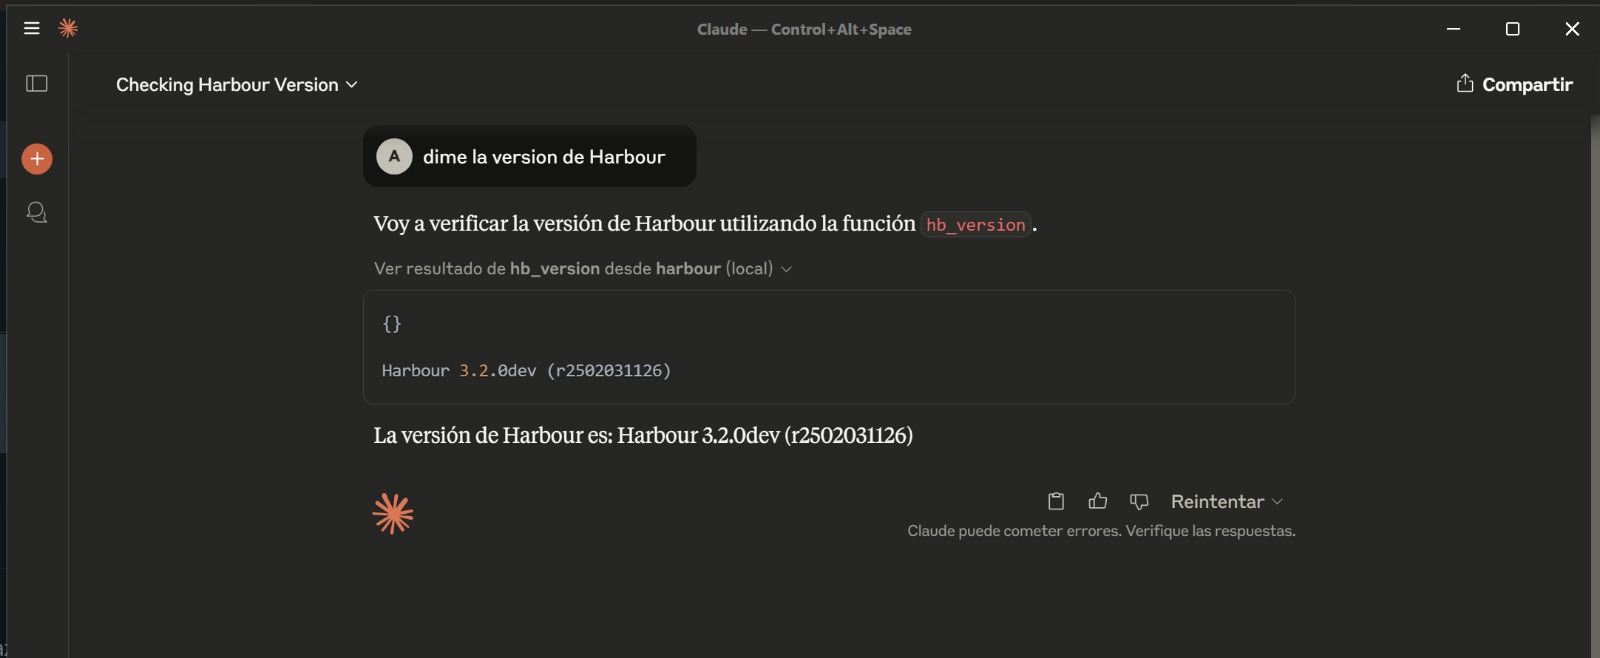 Claude — Control+Alt+Space
Checking Harbour Version
Compartir
A dime la version de Harbour
Voy a verificar la versión de Harbour utilizando la función hb_version.
Ver resultado de hb_version desde harbour (local)
{}
Harbour 3.2.0dev (r2502031126)
La versión de Harbour es: Harbour 3.2.0dev (r2502031126)
Reintentar
Claude puede cometer errores. Verifique las respuestas.